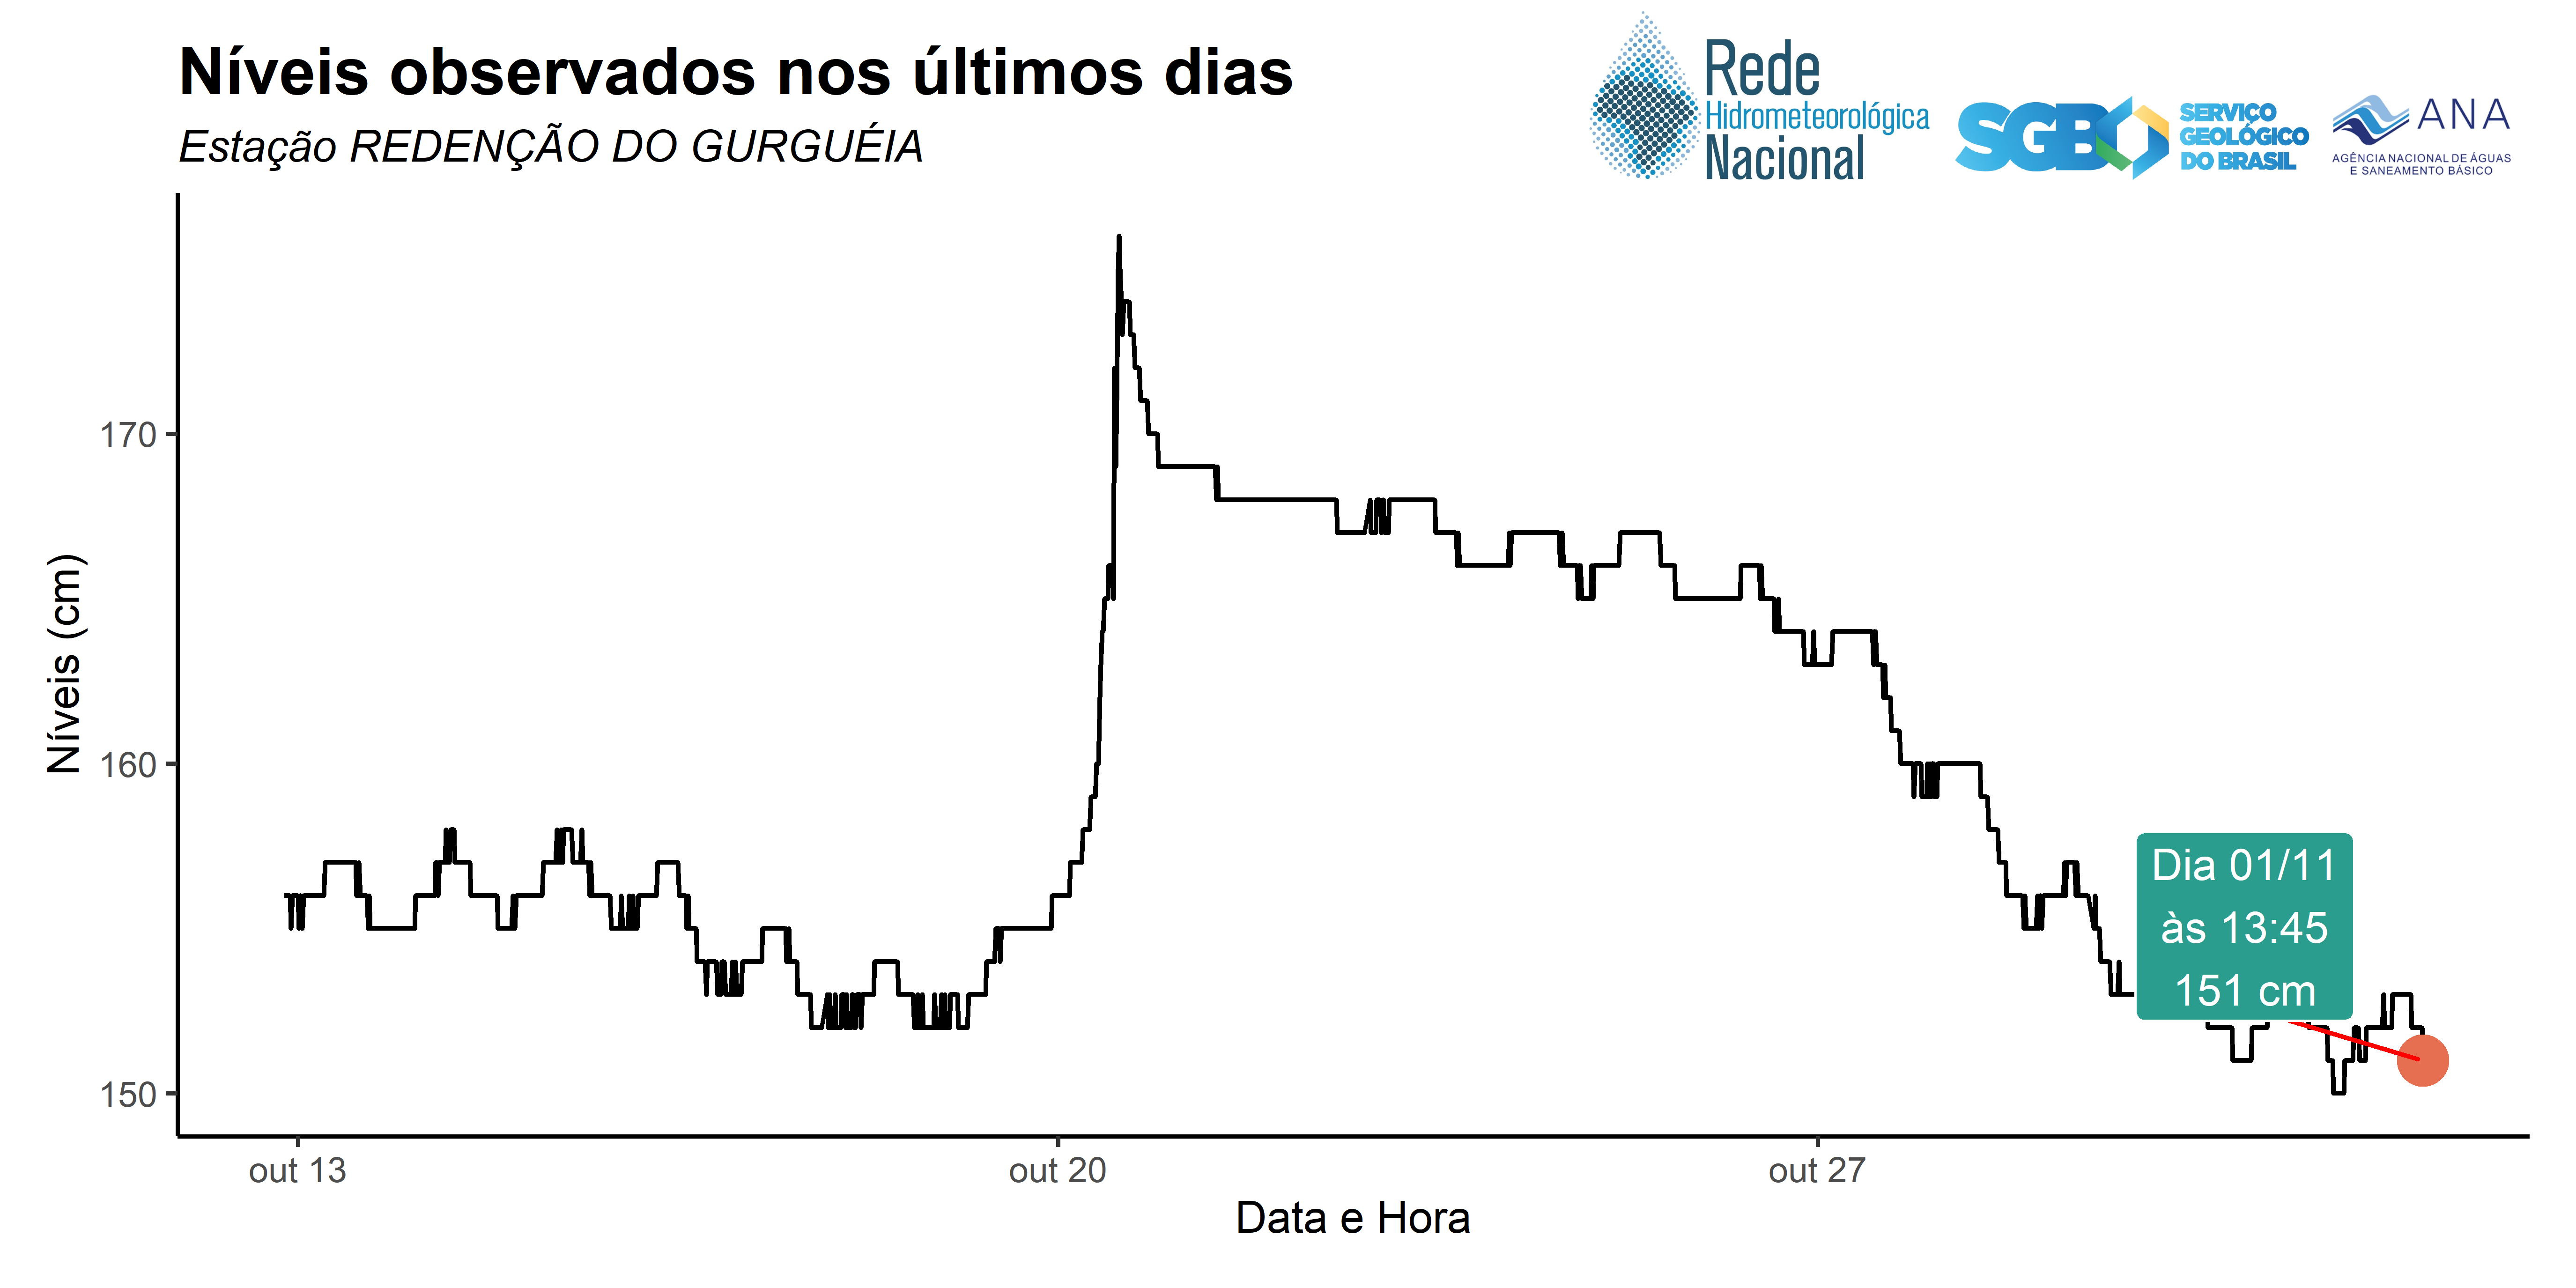 Níveis observados nos últimos dias
Estação REDENÇÃO DO GURGUÉIA
Rede
Hidrometeorológica
Nacional
SGB
SERVIÇO
GEOLÓGICO
DO BRASIL
ANA
AGÊNCIA NACIONAL DE ÁGUAS
E SANEAMENTO BÁSICO
Níveis (cm)
170
160
150
Dia 01/11
às 13:45
151 cm
out 13
out 20
out 27
Data e Hora